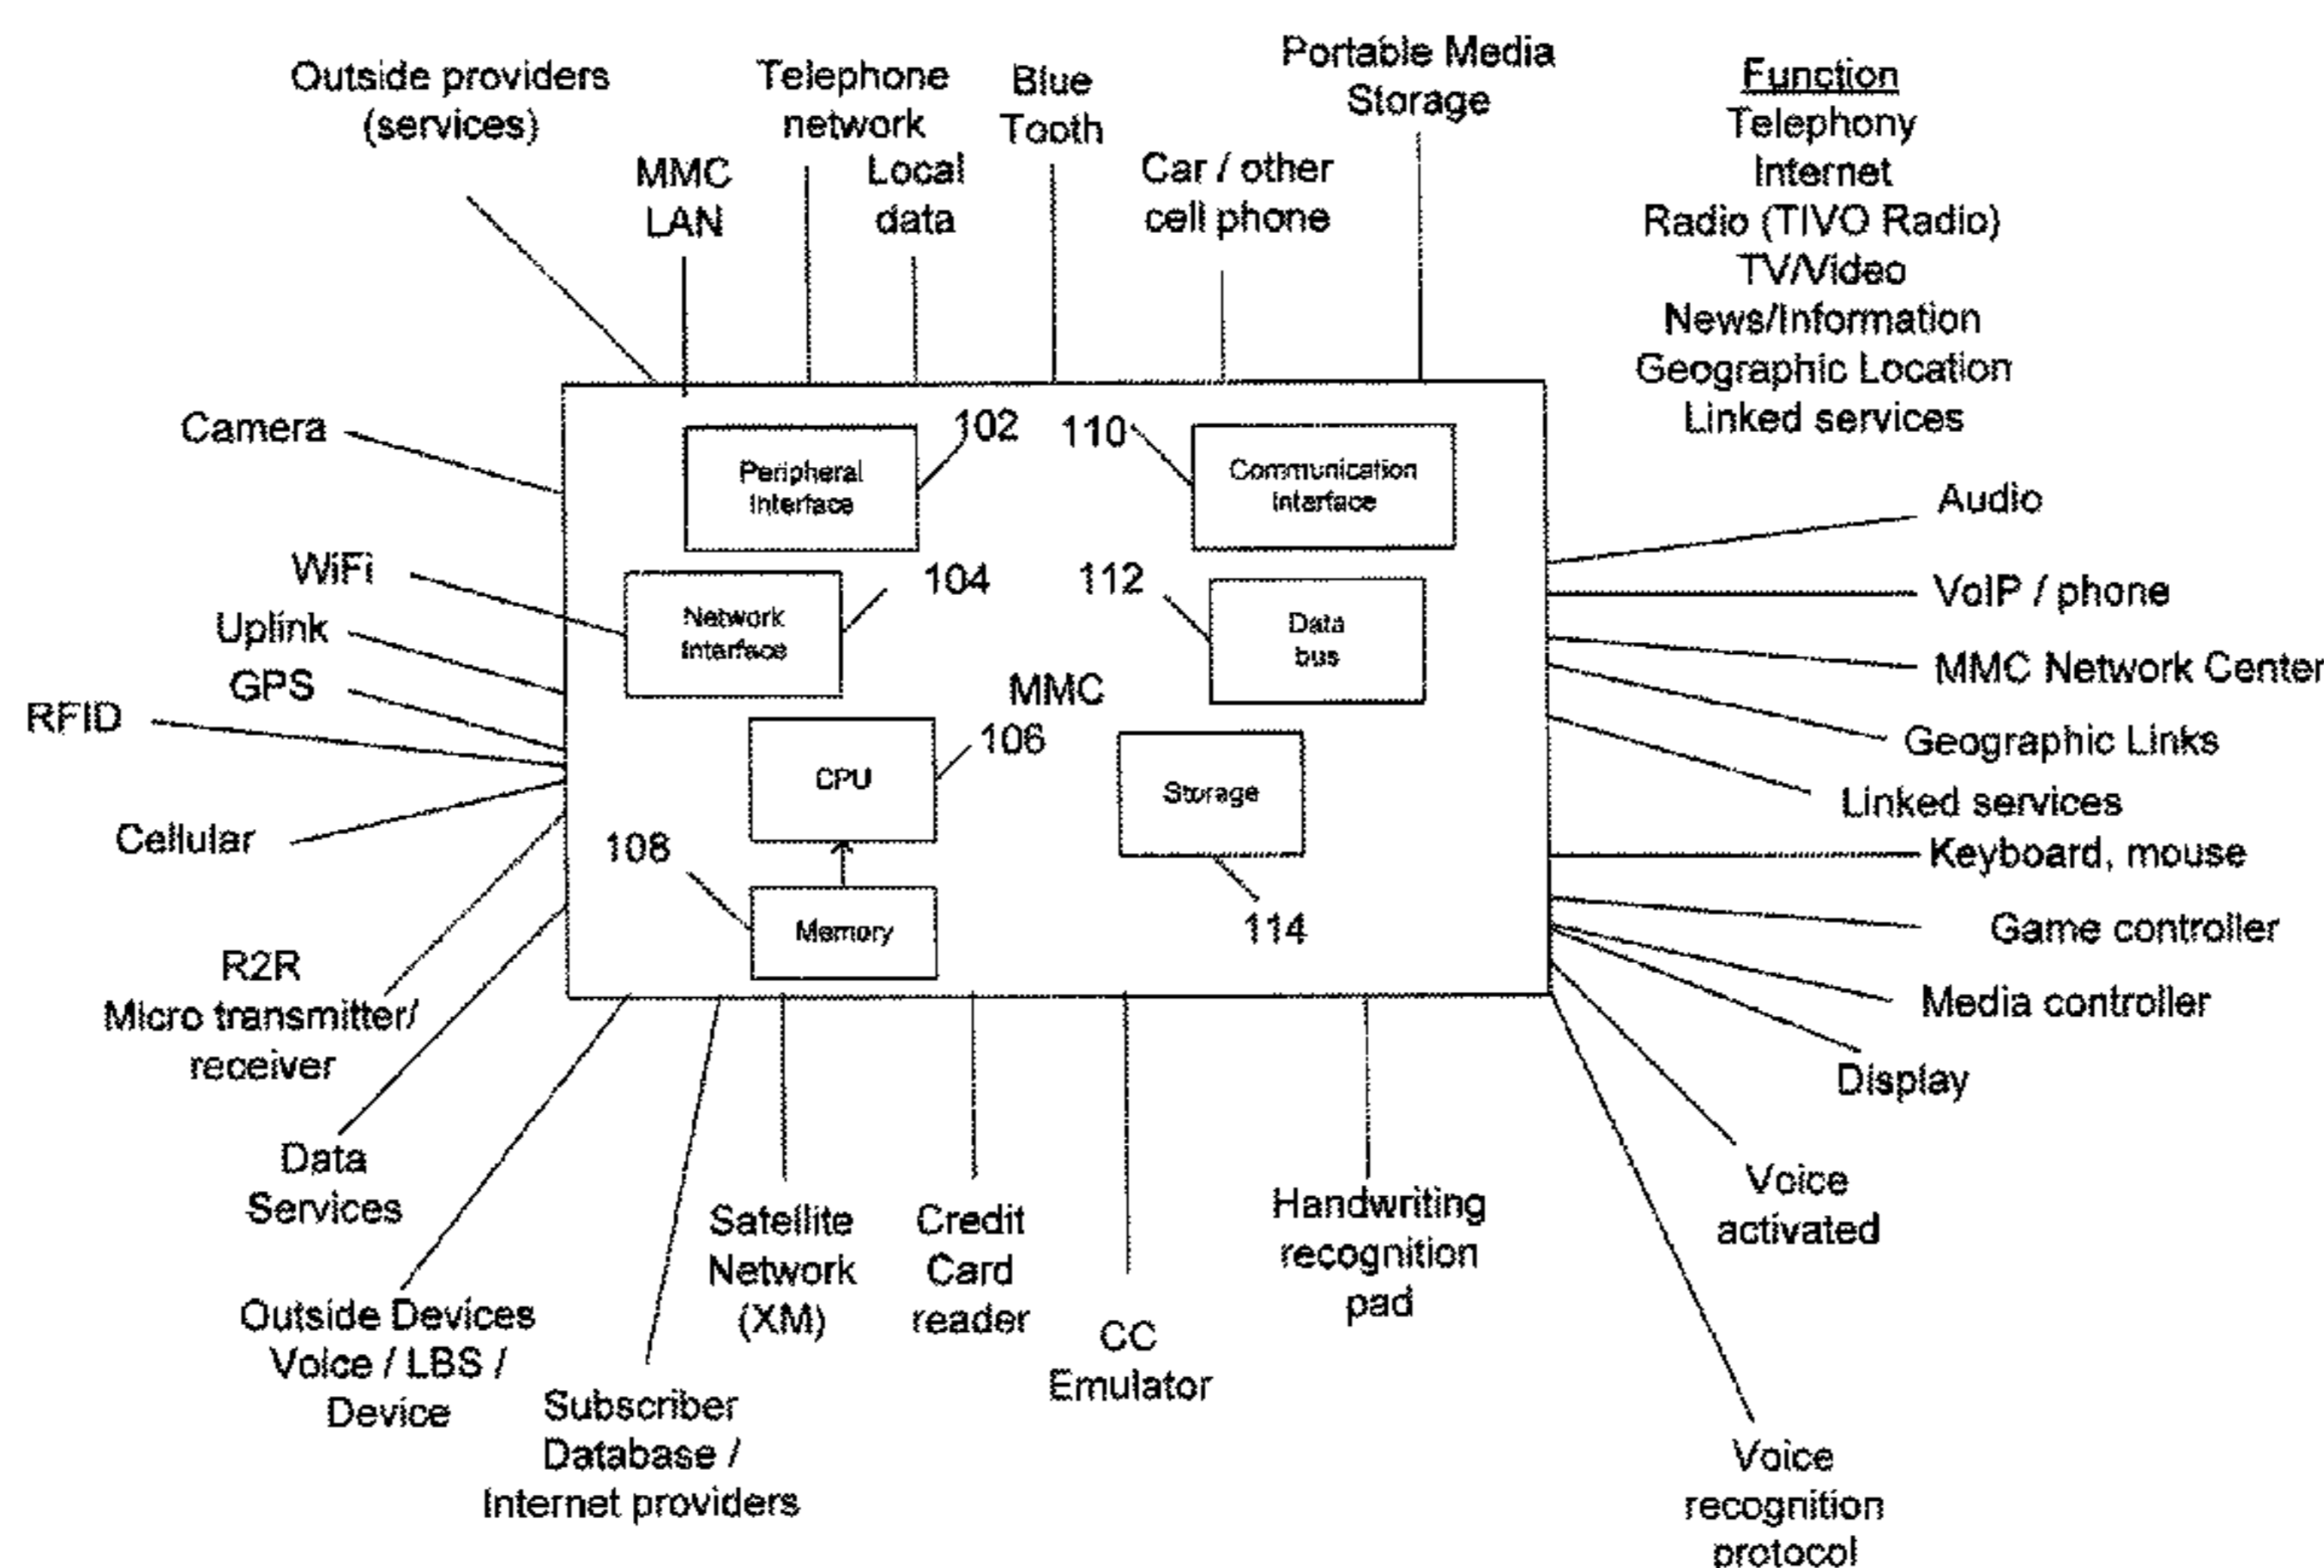 Outside providers
(services)
MMC
LAN
Telephone
network
Local
data
Blue
Tooth
Car / other
cell phone
Portable Media
Storage
Function
Telephony
Internet
Radio (TIVO Radio)
TV/Video
News/Information
Geographic Location
Linked services
Camera
WiFi
Uplink
GPS
RFID
Cellular
R2R
Micro transmitter/
receiver
Data
Services
Outside Devices
Voice / LBS /
Device
Subscriber
Database /
Internet providers
Satellite
Network
(XM)
Credit
Card
reader
CC
Emulator
Handwriting
recognition
pad
Peripheral
Interface
102
110
Communication
Interface
Network
Interface
104
112
Data
bus
MMC
CPU
106
Storage
114
108
Memory
Audio
VoIP / phone
MMC Network Center
Geographic Links
Linked services
Keyboard, mouse
Game controller
Media controller
Display
Voice
activated
Voice
recognition
protocol